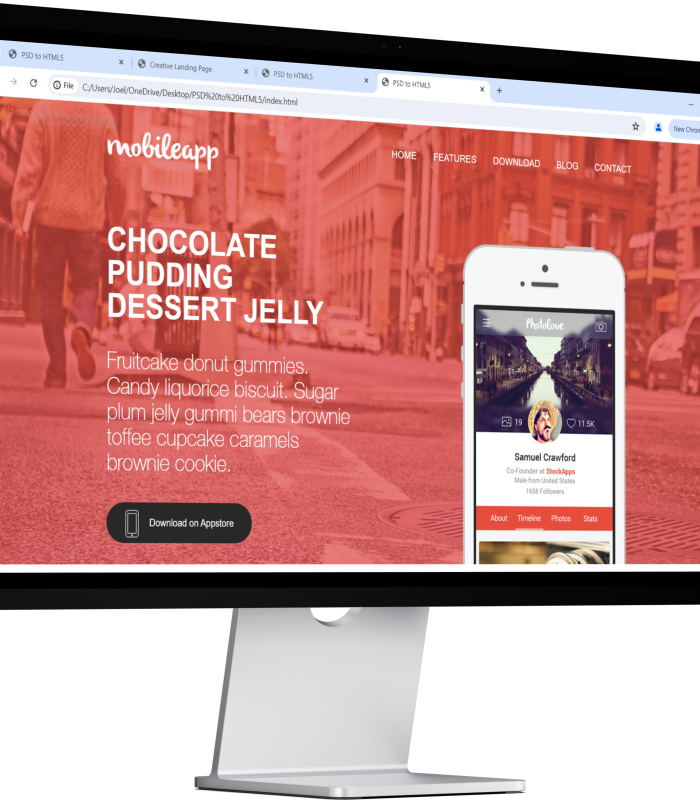 PSD to HTML5
Creative Landing Page
PSD to HTML5
PSD to HTML5
File
C:/Users/Joel/OneDrive/Desktop/PSD%20to%20HTML5/index.html
New Chrom
mobileapp
HOME FEATURES DOWNLOAD BLOG CONTACT
CHOCOLATE
PUDDING
DESSERT JELLY
Fruitcake donut gummies.
Candy liquorice biscuit. Sugar
plum jelly gummi bears brownie
toffee cupcake caramels
brownie cookie.
Download on Appstore
Photolove
19 11.5K
Samuel Crawford
Co-Founder at StockApps
Male from United States
1658 Followers
About Timeline Photos Stats